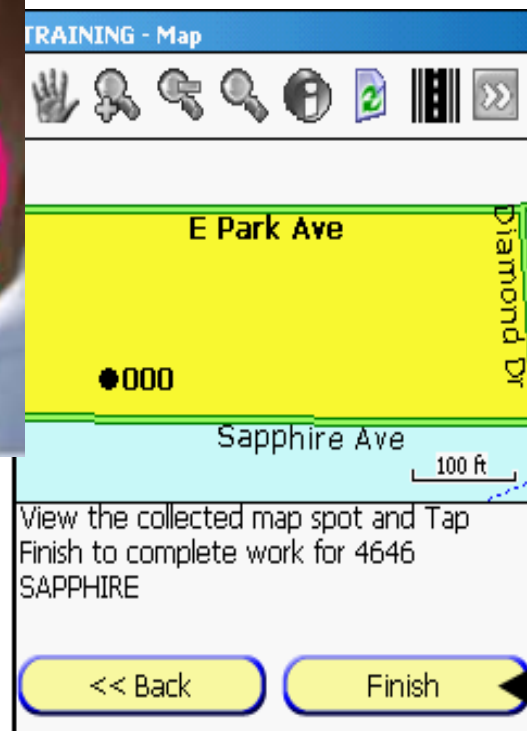 TRAINING - Map
E Park Ave
Diamond Dr
000
Sapphire Ave
100 ft
View the collected map spot and Tap
Finish to complete work for 4646
SAPPHIRE
<< Back
Finish